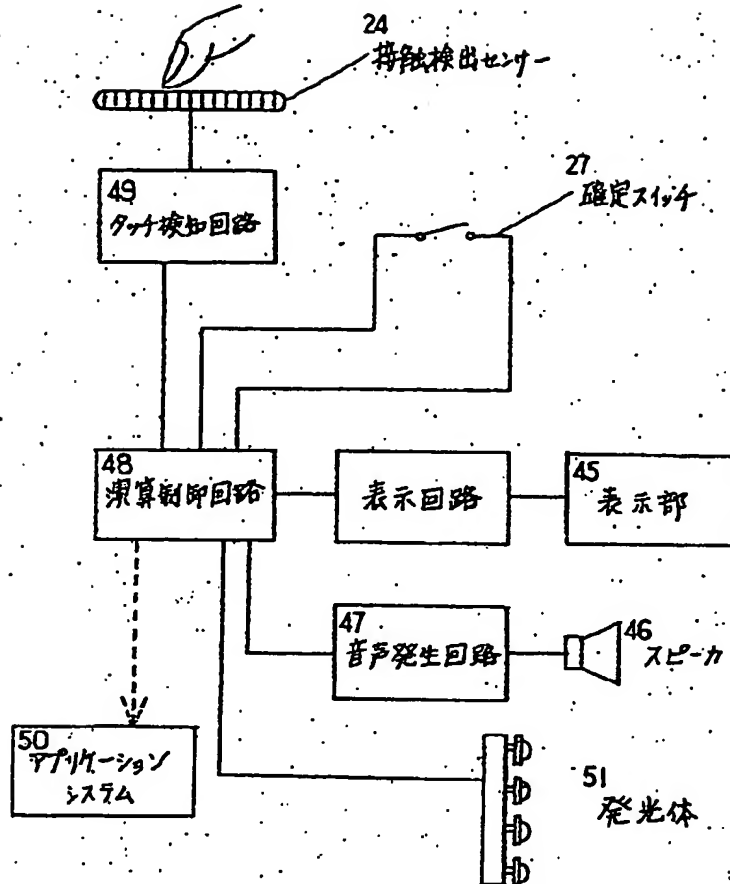 24
接触検出センサー
49
タッチ検知回路
27
確定スイッチ
48
演算制御回路
表示回路
45
表示部
47
音声発生回路
46
スピーカ
50
アプリケーション
システム
51
発光体